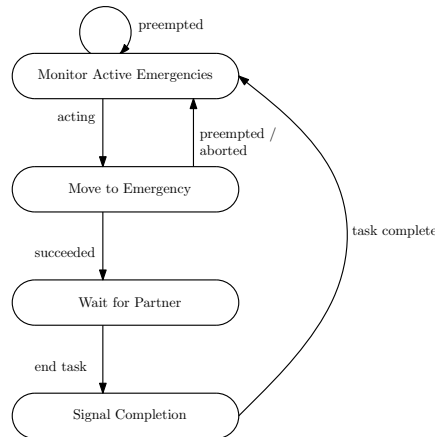 preempted
Monitor Active Emergencies
acting
preempted /
aborted
Move to Emergency
task complete
succeeded
Wait for Partner
end task
Signal Completion